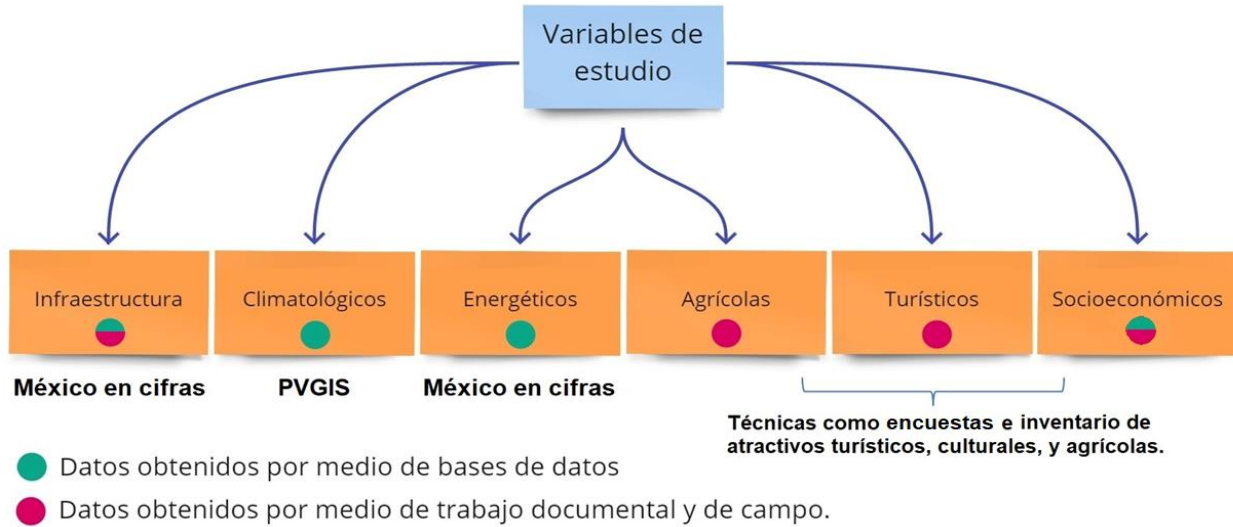 Variables de
estudio
Infraestructura
Climatológicos
Energéticos
Agrícolas
Turísticos
Socioeconómicos
México en cifras
PVGIS
México en cifras
Técnicas como encuestas e inventario de
atractivos turísticos, culturales, y agrícolas.
Datos obtenidos por medio de bases de datos
Datos obtenidos por medio de trabajo documental y de campo.